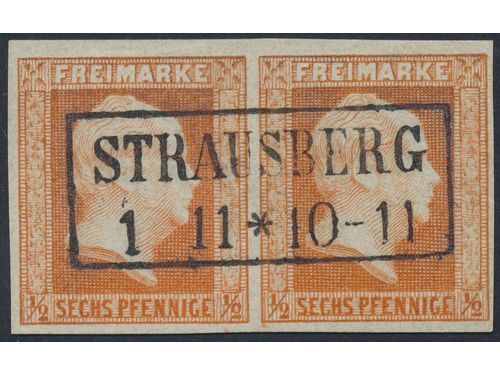 FREIMARKE FREIMARKE
STRAUSBERG
1 11 * 10-11
½ SECHS PFENNIGE ½ ½ SECHS PFENNIGE ½